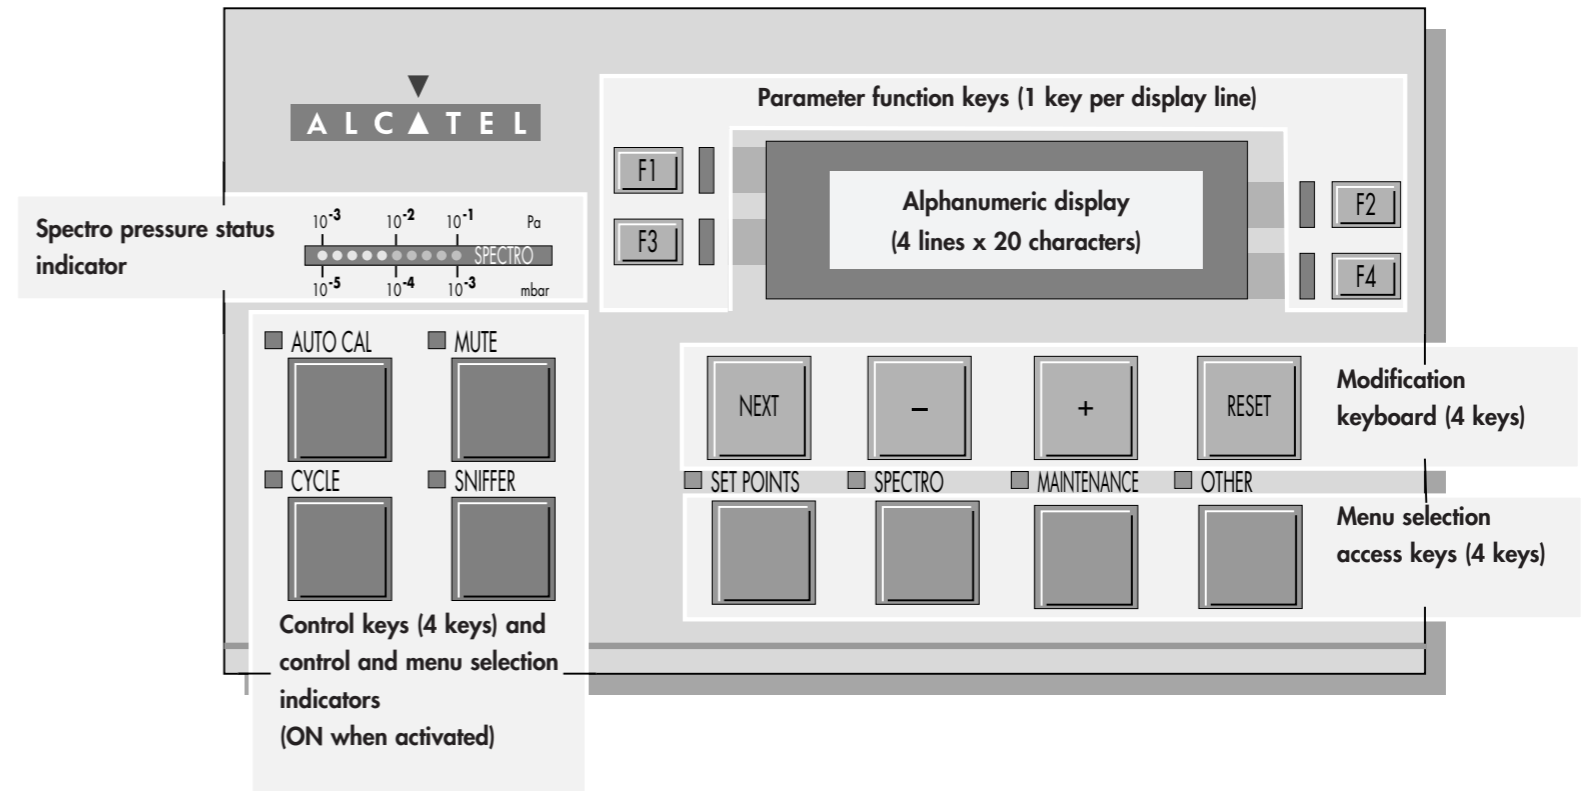 ALCATEL
Parameter function keys (1 key per display line)
F1
F3
Alphanumeric display
(4 lines x 20 characters)
F2
F4
Spectro pressure status
indicator
10-3 10-2 10-1 Pa
SPECTRO
10-5 10-4 10-3 mbar
AUTO CAL MUTE
CYCLE SNIFFER
Control keys (4 keys) and
control and menu selection
indicators
(ON when activated)
NEXT – + RESET
Modification
keyboard (4 keys)
SET POINTS SPECTRO MAINTENANCE OTHER
Menu selection
access keys (4 keys)